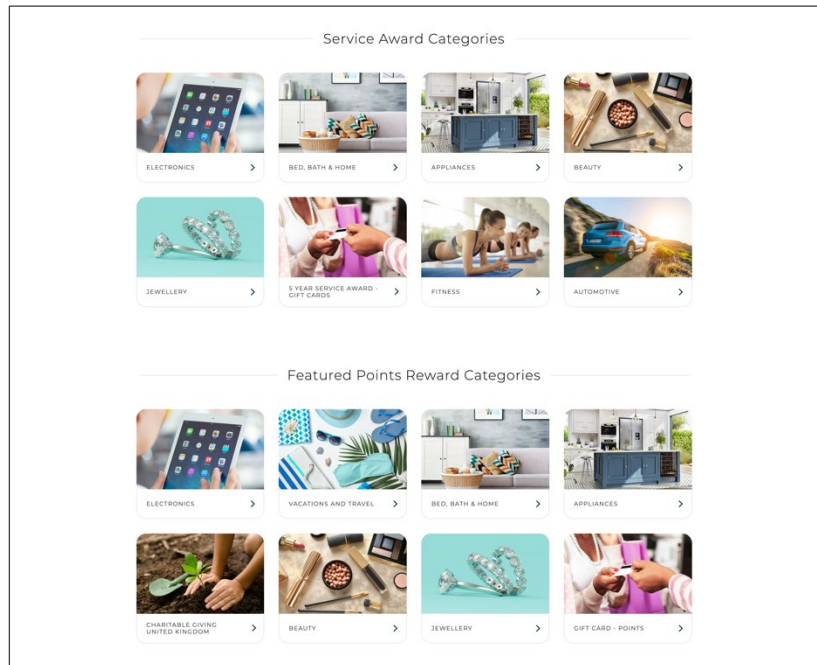 Service Award Categories
ELECTRONICS
BED, BATH & HOME
APPLIANCES
BEAUTY
JEWELLERY
5 YEAR SERVICE AWARD -
GIFT CARDS
FITNESS
AUTOMOTIVE
Featured Points Reward Categories
ELECTRONICS
VACATIONS AND TRAVEL
BED, BATH & HOME
APPLIANCES
CHARITABLE GIVING
UNITED KINGDOM
BEAUTY
JEWELLERY
GIFT CARD - POINTS